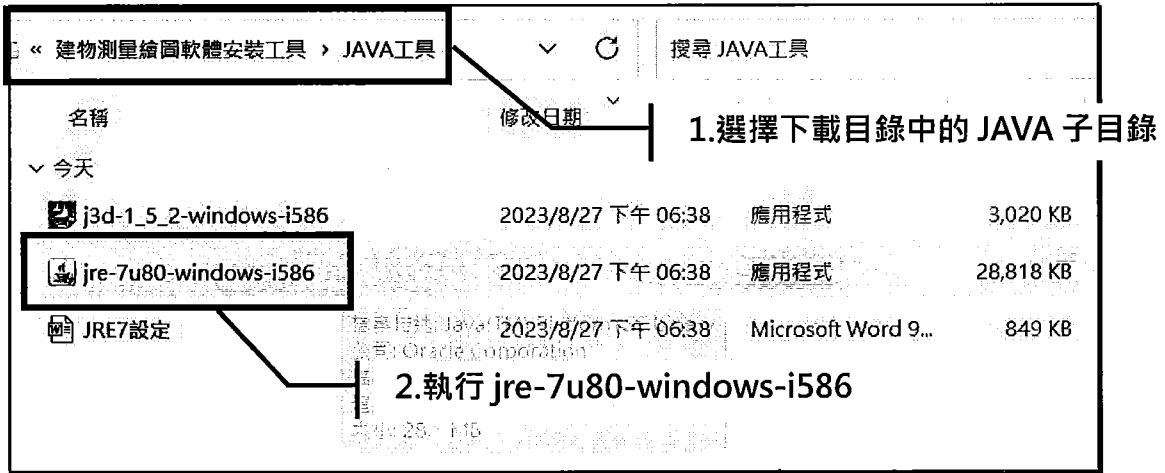 « 建物測量繪圖軟體安裝工具 › JAVA工具
搜尋 JAVA工具
名稱
修改日期
1.選擇下載目錄中的 JAVA 子目錄
今天
j3d-1_5_2-windows-i586 2023/8/27 下午 06:38 應用程式 3,020 KB
jre-7u80-windows-i586 2023/8/27 下午 06:38 應用程式 28,818 KB
JRE7設定 2023/8/27 下午 06:38 Microsoft Word 9... 849 KB
Oracle Corporation
2.執行 jre-7u80-windows-i586